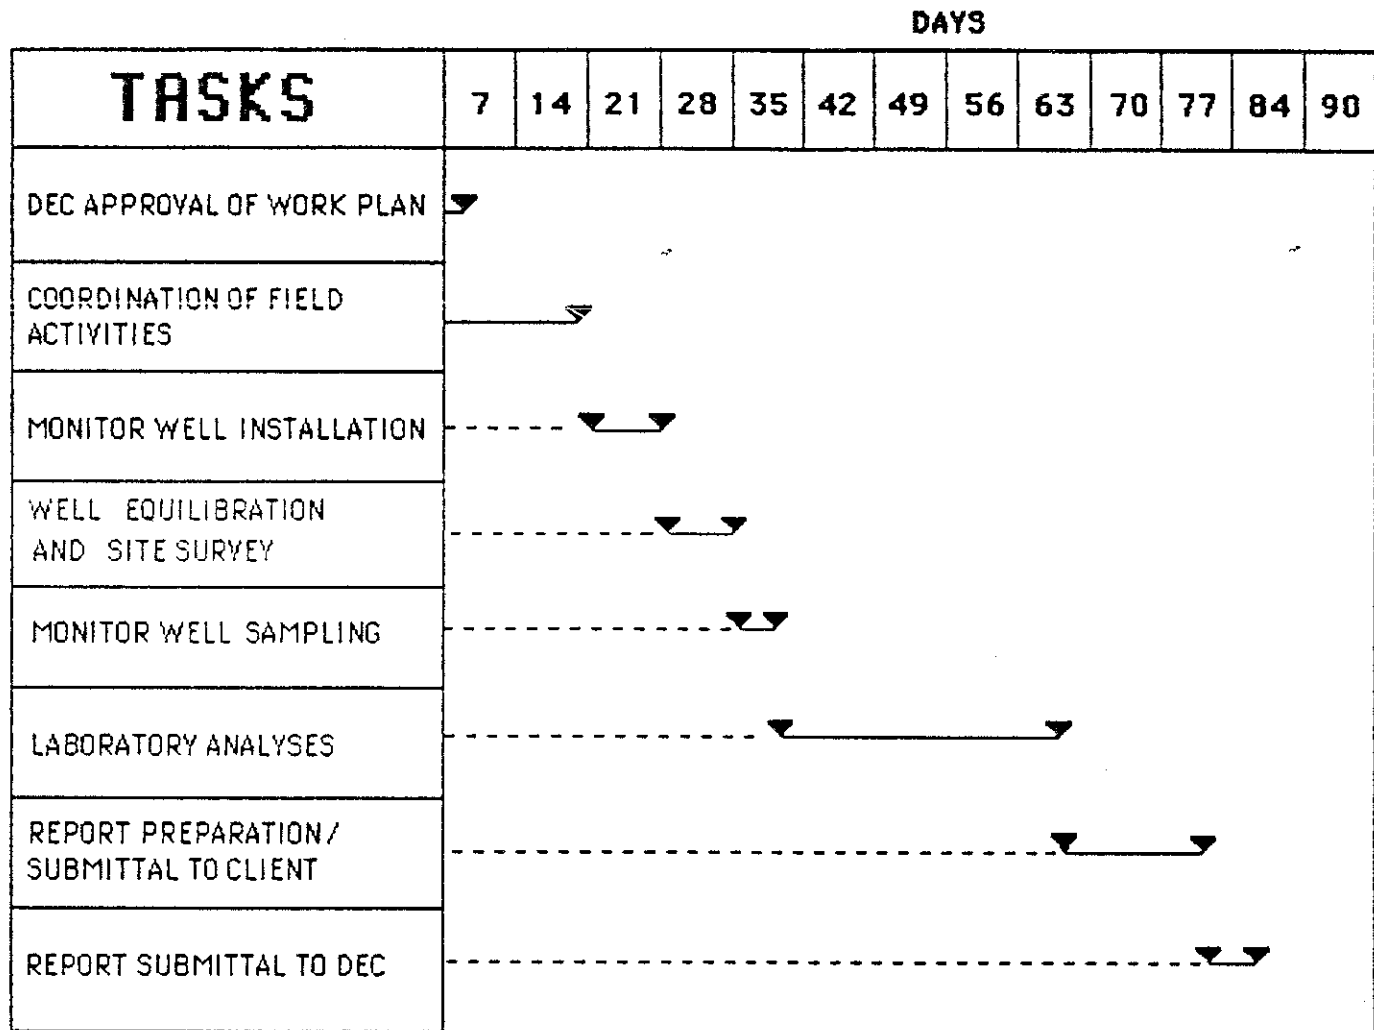 DAYS
TASKS 7 14 21 28 35 42 49 56 63 70 77 84 90
DEC APPROVAL OF WORK PLAN
COORDINATION OF FIELD
ACTIVITIES
MONITOR WELL INSTALLATION
WELL EQUILIBRATION
AND SITE SURVEY
MONITOR WELL SAMPLING
LABORATORY ANALYSES
REPORT PREPARATION/
SUBMITTAL TO CLIENT
REPORT SUBMITTAL TO DEC